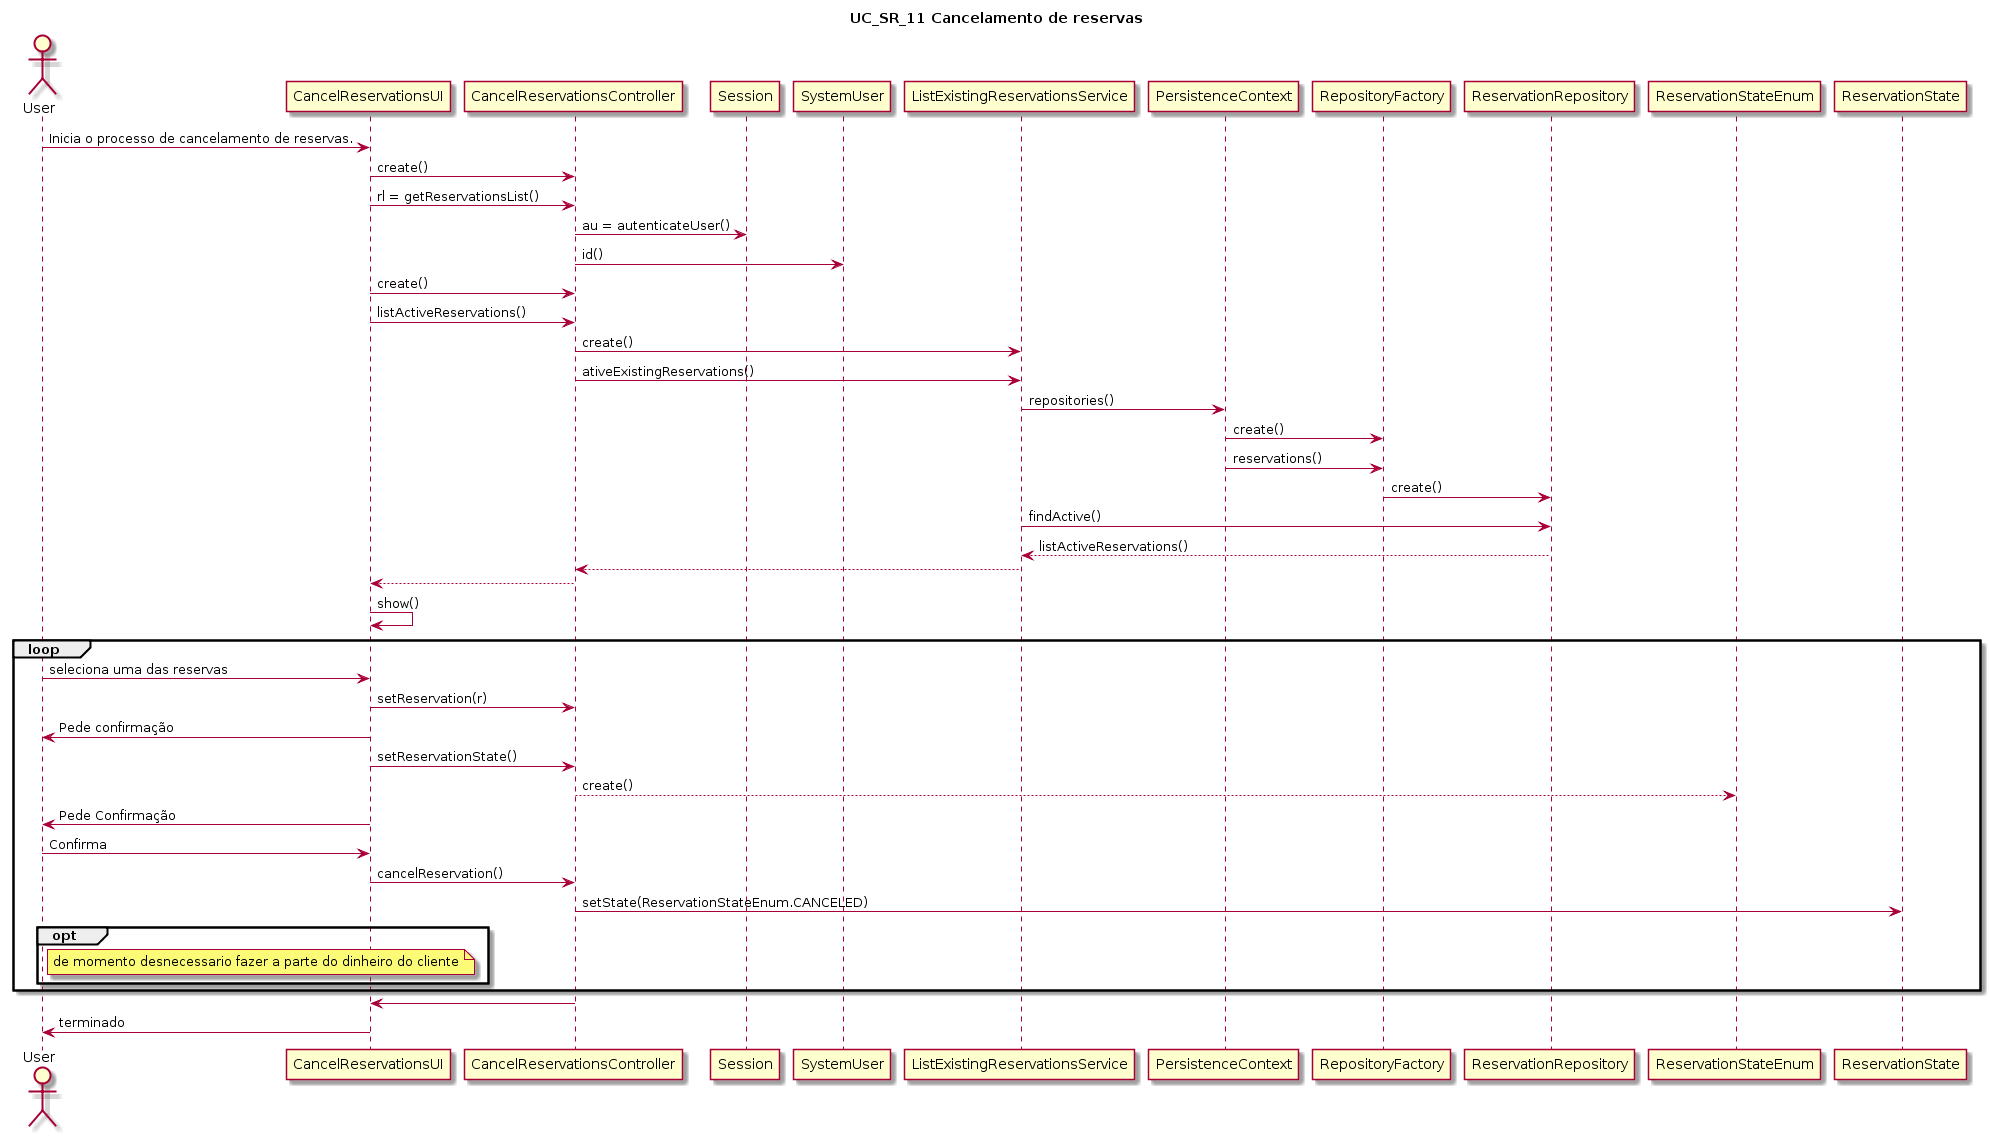 UC_SR_11 Cancelamento de reservas
User
CancelReservationsUI
CancelReservationsController
Session
SystemUser
ListExistingReservationsService
PersistenceContext
RepositoryFactory
ReservationRepository
ReservationStateEnum
ReservationState
Inicia o processo de cancelamento de reservas.
create()
rl = getReservationsList()
au = autenticateUser()
id()
create()
listActiveReservations()
create()
ativeExistingReservations()
repositories()
create()
reservations()
create()
findActive()
listActiveReservations()
show()
loop
seleciona uma das reservas
setReservation(r)
Pede confirmação
setReservationState()
create()
Pede Confirmação
Confirma
cancelReservation()
setState(ReservationStateEnum.CANCELED)
opt
de momento desnecessario fazer a parte do dinheiro do cliente
terminado
User
CancelReservationsUI
CancelReservationsController
Session
SystemUser
ListExistingReservationsService
PersistenceContext
RepositoryFactory
ReservationRepository
ReservationStateEnum
ReservationState